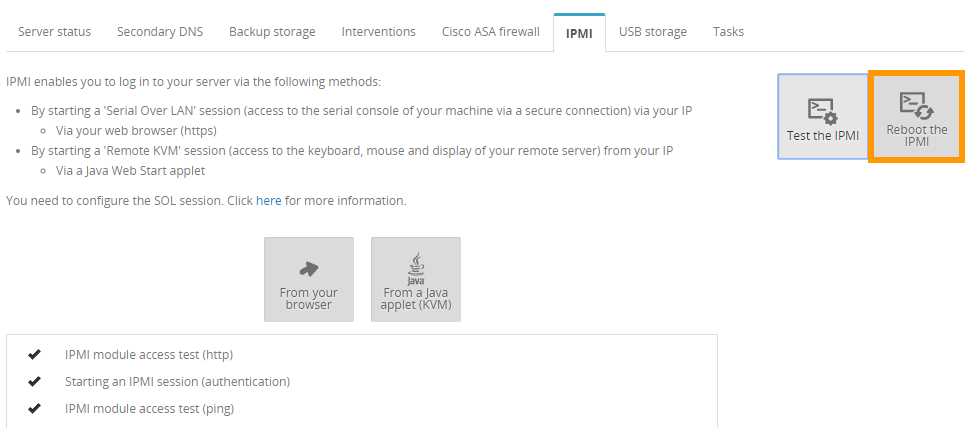 Server status Secondary DNS Backup storage Interventions Cisco ASA firewall IPMI USB storage Tasks
IPMI enables you to log in to your server via the following methods:
By starting a 'Serial Over LAN' session (access to the serial console of your machine via a secure connection) via your IP
Via your web browser (https)
By starting a 'Remote KVM' session (access to the keyboard, mouse and display of your remote server) from your IP
Via a Java Web Start applet
You need to configure the SOL session. Click here for more information.
Test the IPMI
Reboot the
IPMI
From your
browser
Java
From a Java
applet (KVM)
IPMI module access test (http)
Starting an IPMI session (authentication)
IPMI module access test (ping)